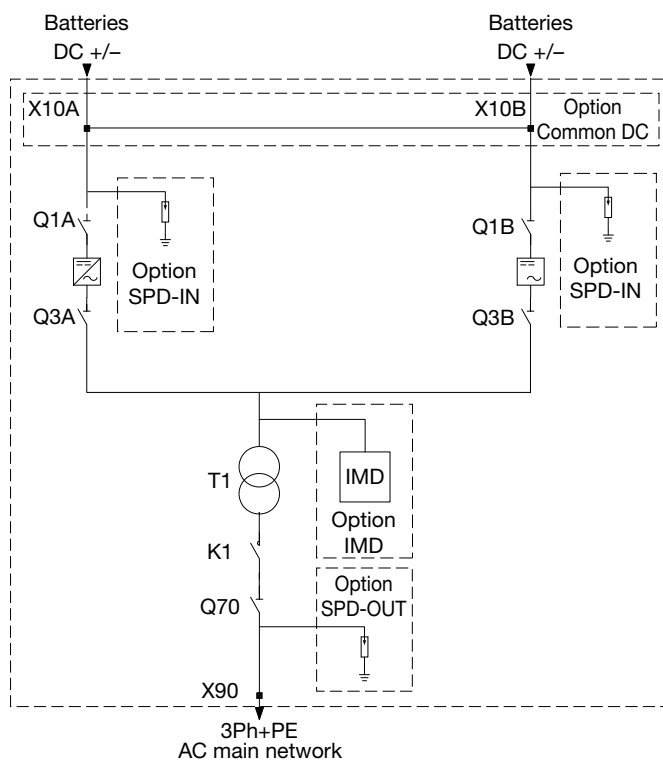 Batteries
DC +/–
Batteries
DC +/–
X10A
X10B
Option
Common DC
Q1A
Option
SPD-IN
Q3A
Q1B
Option
SPD-IN
Q3B
T1
IMD
Option
IMD
K1
Q70
Option
SPD-OUT
X90
3Ph+PE
AC main network